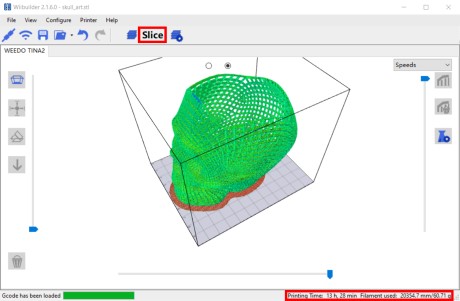 Wiibuilder 2.1.6.0 - skull_art.stl
File View Configure Printer Help
Slice
WEEDO TINA2
Speeds
Gcode has been loaded
Printing Time: 13 h, 28 min Filament used: 20354.7 mm/60.71 g